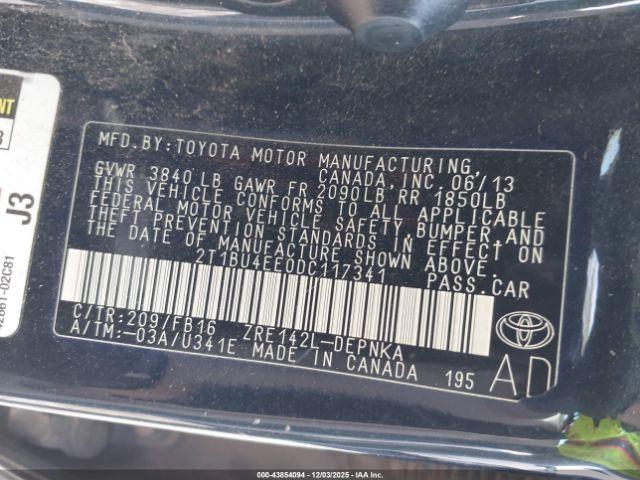 MFD.BY:TOYOTA MOTOR MANUFACTURING,
CANADA, INC. 06/13
GVWR 3840 LB GAWR FR 2090LB RR 1850LB
THIS VEHICLE CONFORMS TO ALL APPLICABLE
FEDERAL MOTOR VEHICLE SAFETY, BUMPER, AND
THEFT PREVENTION STANDARDS IN EFFECT ON
THE DATE OF MANUFACTURE SHOWN ABOVE.
2T1BU4EE0DC117341 PASS.CAR
C/TR:209/FB16 ZRE142L-DEPNKA
A/TM:-03A/U341E MADE IN CANADA 195
AD
J3
42661-02C81
00-43854094 | 12/03/2025 - IAA Inc.